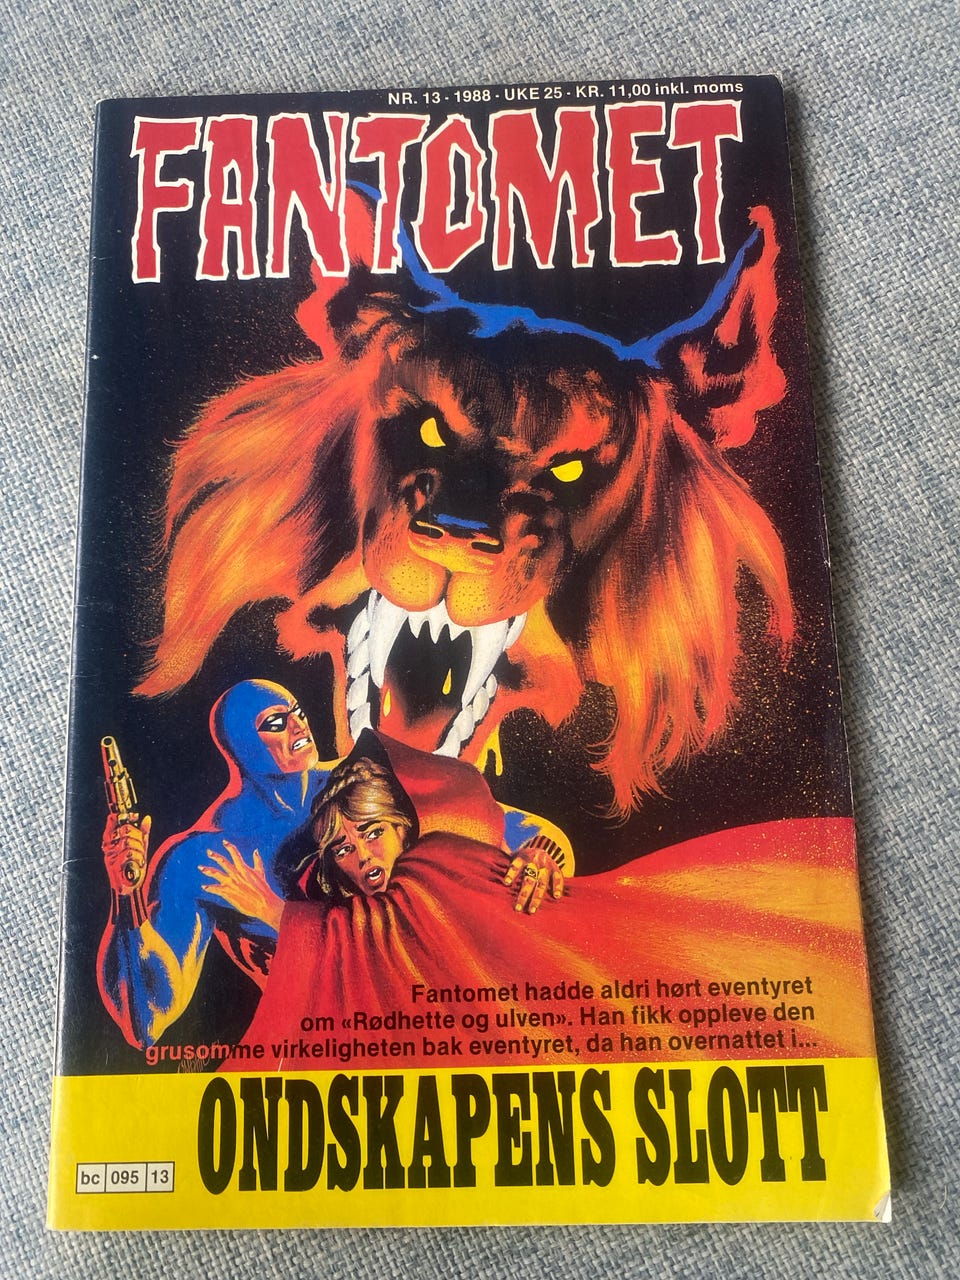 NR. 13 - 1988 - UKE 25 - KR. 11,00 inkl. moms
FANTOMET
Fantomet hadde aldri hørt eventyret
om «Rødhette og ulven». Han fikk oppleve den
grusomme virkeligheten bak eventyret, da han overnattet i...
ONDSKAPENS SLOTT
bc 095 13